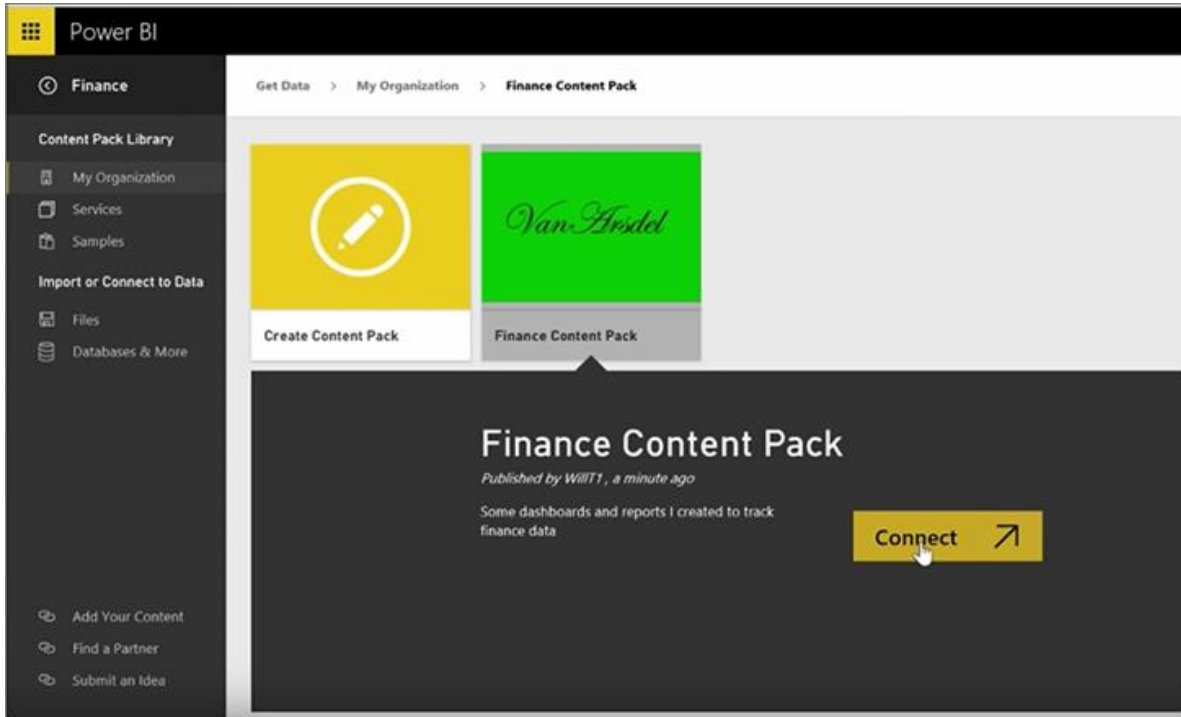 Power BI
Finance
Content Pack Library
My Organization
Services
Samples
Import or Connect to Data
Files
Databases & More
Add Your Content
Find a Partner
Submit an Idea
Get Data > My Organization > Finance Content Pack
Create Content Pack
Van Arsdel
Finance Content Pack
Finance Content Pack
Published by WillT1, a minute ago
Some dashboards and reports I created to track
finance data
Connect